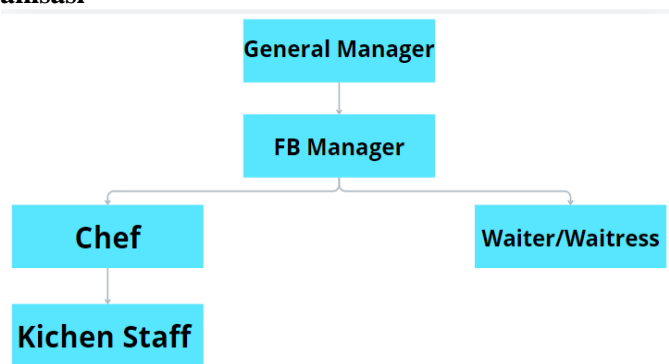 General Manager
FB Manager
Chef
Waiter/Waitress
Kichen Staff